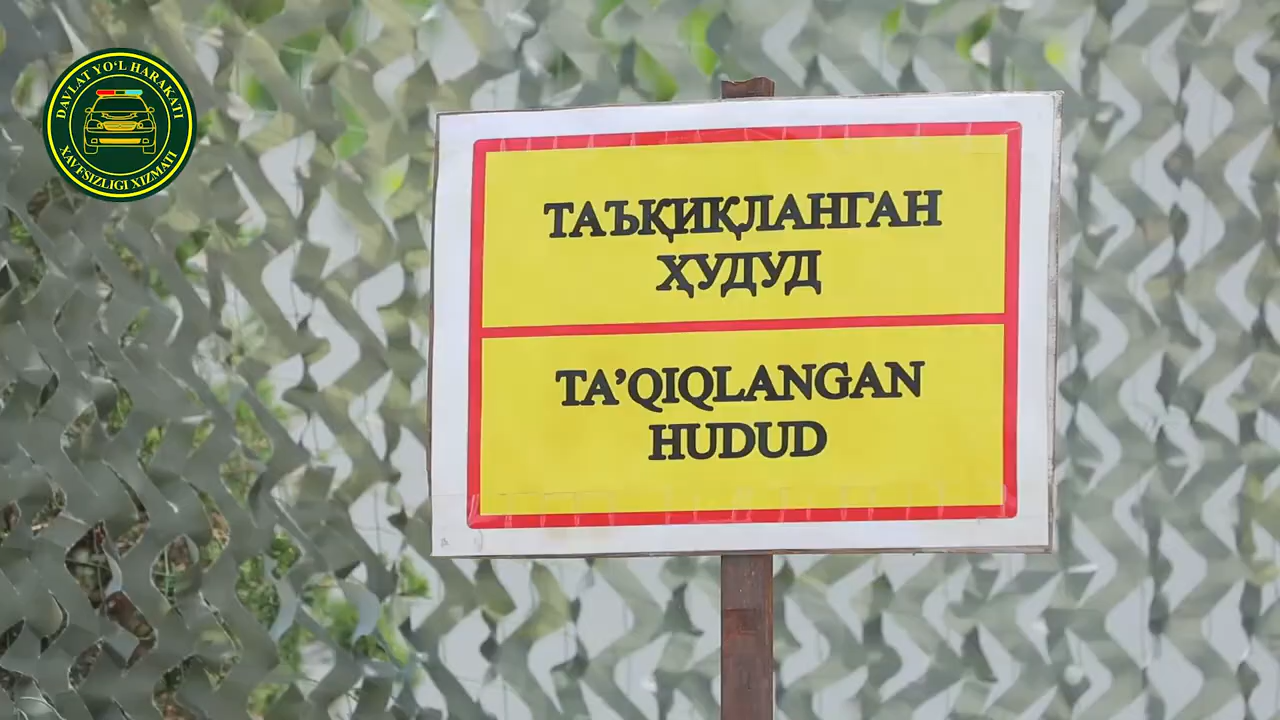 DAVLAT YO‘L HARAKATI
XAVFSIZLIGI XIZMATI
ТАЪҚИҚЛАНГАН
ҲУДУД
TA’QIQLANGAN
HUDUD